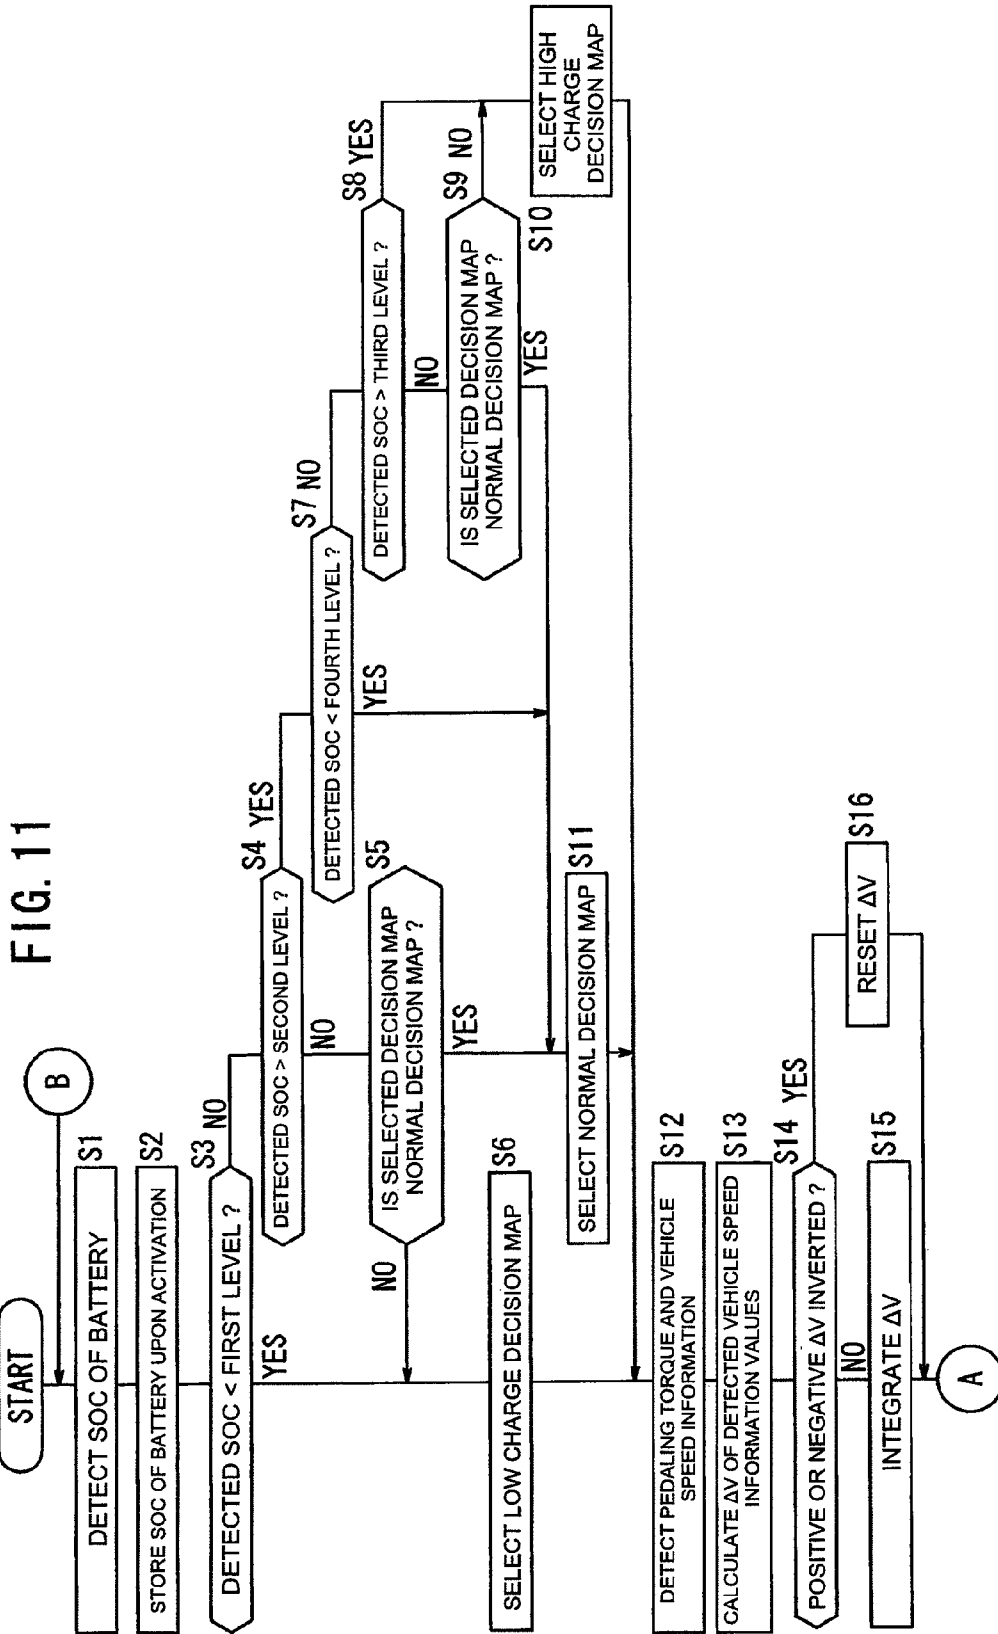 FIG. 11
START
B
S1
DETECT SOC OF BATTERY
S2
STORE SOC OF BATTERY UPON ACTIVATION
S3
DETECTED SOC < FIRST LEVEL ?
NO
YES
S4
DETECTED SOC > SECOND LEVEL ?
YES
NO
S5
IS SELECTED DECISION MAP
NORMAL DECISION MAP ?
NO
YES
S6
SELECT LOW CHARGE DECISION MAP
S7
DETECTED SOC < FOURTH LEVEL ?
NO
YES
S8
DETECTED SOC > THIRD LEVEL ?
YES
NO
S9
IS SELECTED DECISION MAP
NORMAL DECISION MAP ?
NO
YES
S10
SELECT HIGH
CHARGE
DECISION MAP
S11
SELECT NORMAL DECISION MAP
S12
DETECT PEDALING TORQUE AND VEHICLE
SPEED INFORMATION
S13
CALCULATE ΔV OF DETECTED VEHICLE SPEED
INFORMATION VALUES
S14
POSITIVE OR NEGATIVE ΔV INVERTED ?
YES
NO
S15
INTEGRATE ΔV
S16
RESET ΔV
A